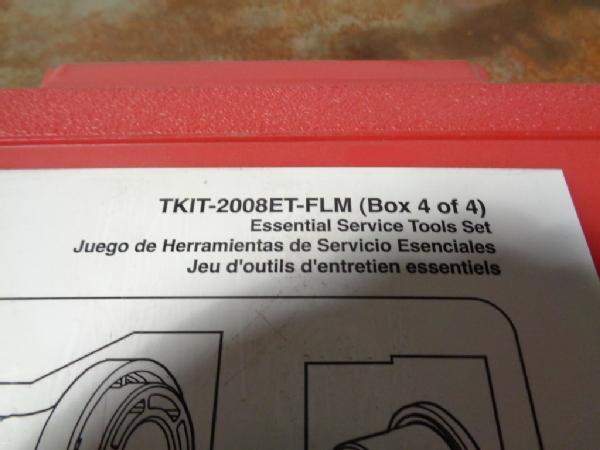 TKIT-2008ET-FLM (Box 4 of 4)
Essential Service Tools Set
Juego de Herramientas de Servicio Esenciales
Jeu d'outils d'entretien essentiels